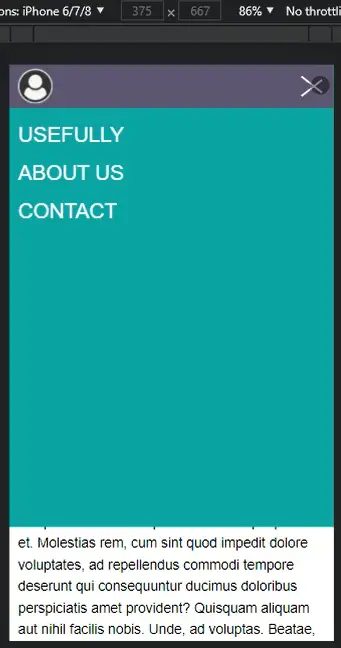 ons: iPhone 6/7/8 ▼ 375 x 667 86% ▼ No throttli
USEFULLY
ABOUT US
CONTACT
et. Molestias rem, cum sint quod impedit dolore
voluptates, ad repellendus commodi tempore
deserunt qui consequuntur ducimus doloribus
perspiciatis amet provident? Quisquam aliquam
aut nihil facilis nobis. Unde, ad voluptas. Beatae,